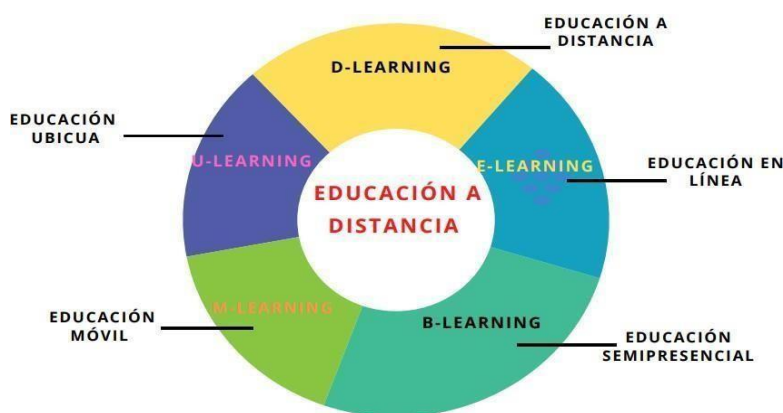 EDUCACIÓN A
DISTANCIA
D-LEARNING
EDUCACIÓN
UBICUA
U-LEARNING
E-LEARNING
EDUCACIÓN EN
LÍNEA
EDUCACIÓN A
DISTANCIA
M-LEARNING
EDUCACIÓN
MÓVIL
B-LEARNING
EDUCACIÓN
SEMIPRESENCIAL